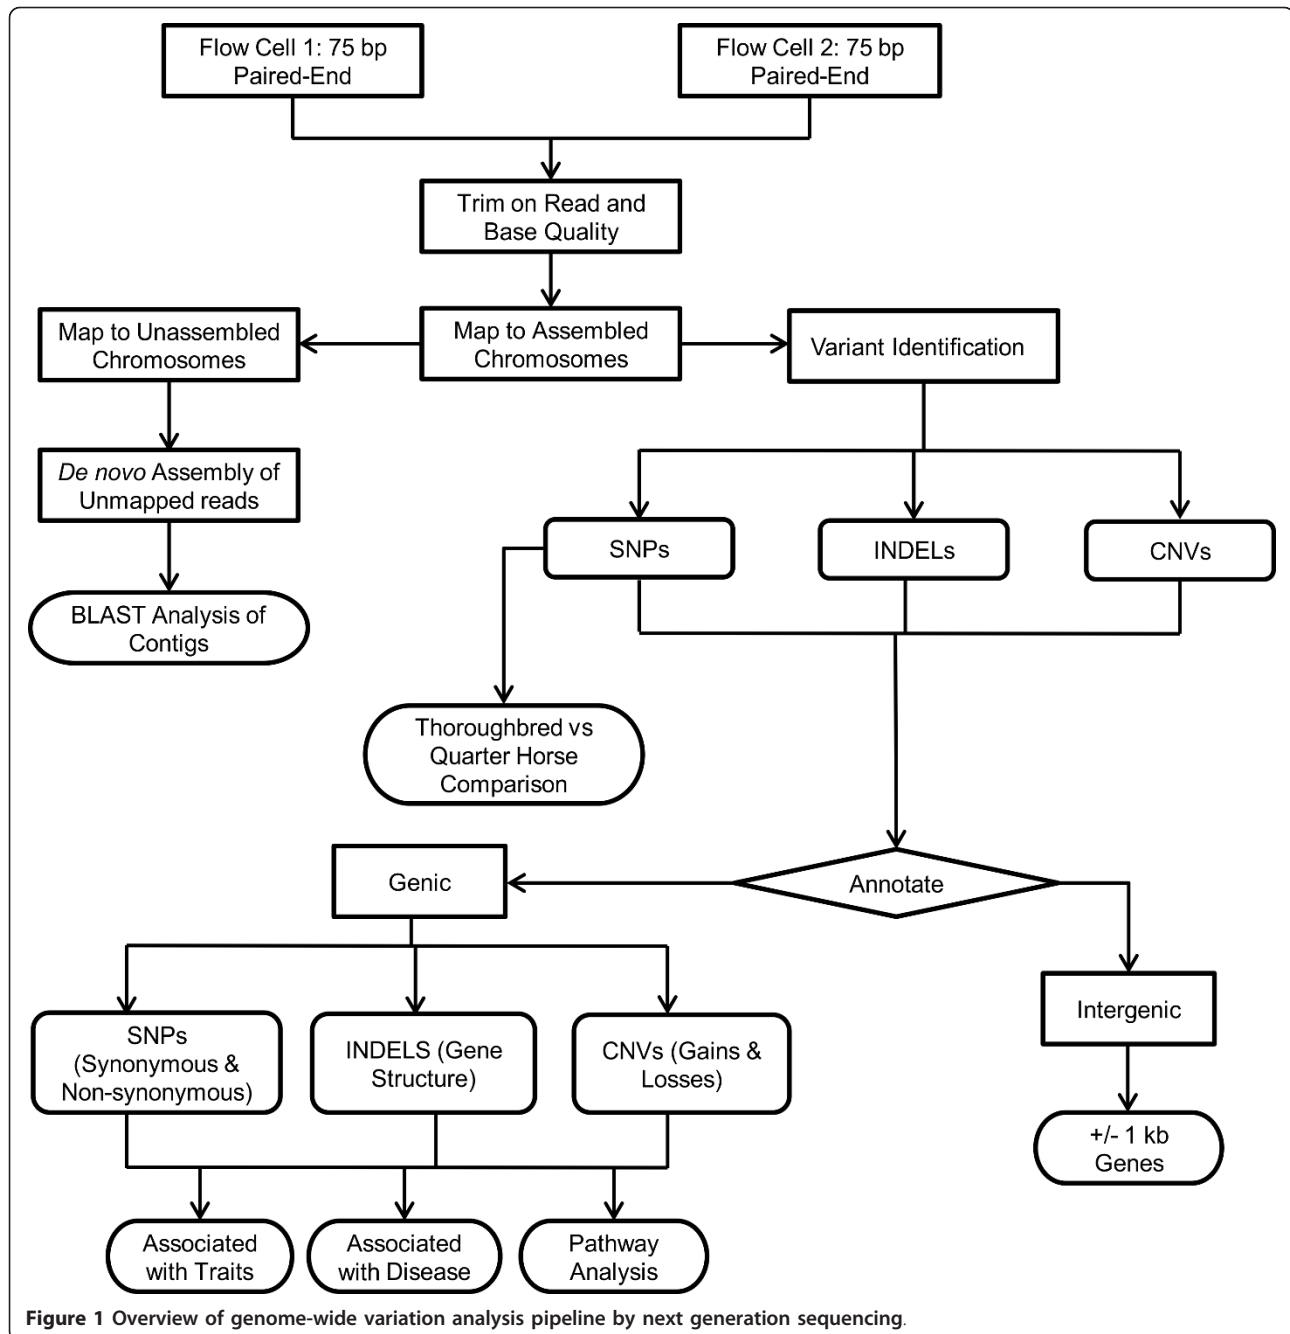 Flow Cell 1: 75 bp
Paired-End
Flow Cell 2: 75 bp
Paired-End
Trim on Read and
Base Quality
Map to Unassembled
Chromosomes
Map to Assembled
Chromosomes
Variant Identification
De novo Assembly of
Unmapped reads
SNPs
INDELs
CNVs
BLAST Analysis of
Contigs
Thoroughbred vs
Quarter Horse
Comparison
Genic
Annotate
Intergenic
SNPs
(Synonymous &
Non-synonymous)
INDELS (Gene
Structure)
CNVs (Gains &
Losses)
+/- 1 kb
Genes
Associated
with Traits
Associated
with Disease
Pathway
Analysis
Figure 1 Overview of genome-wide variation analysis pipeline by next generation sequencing.